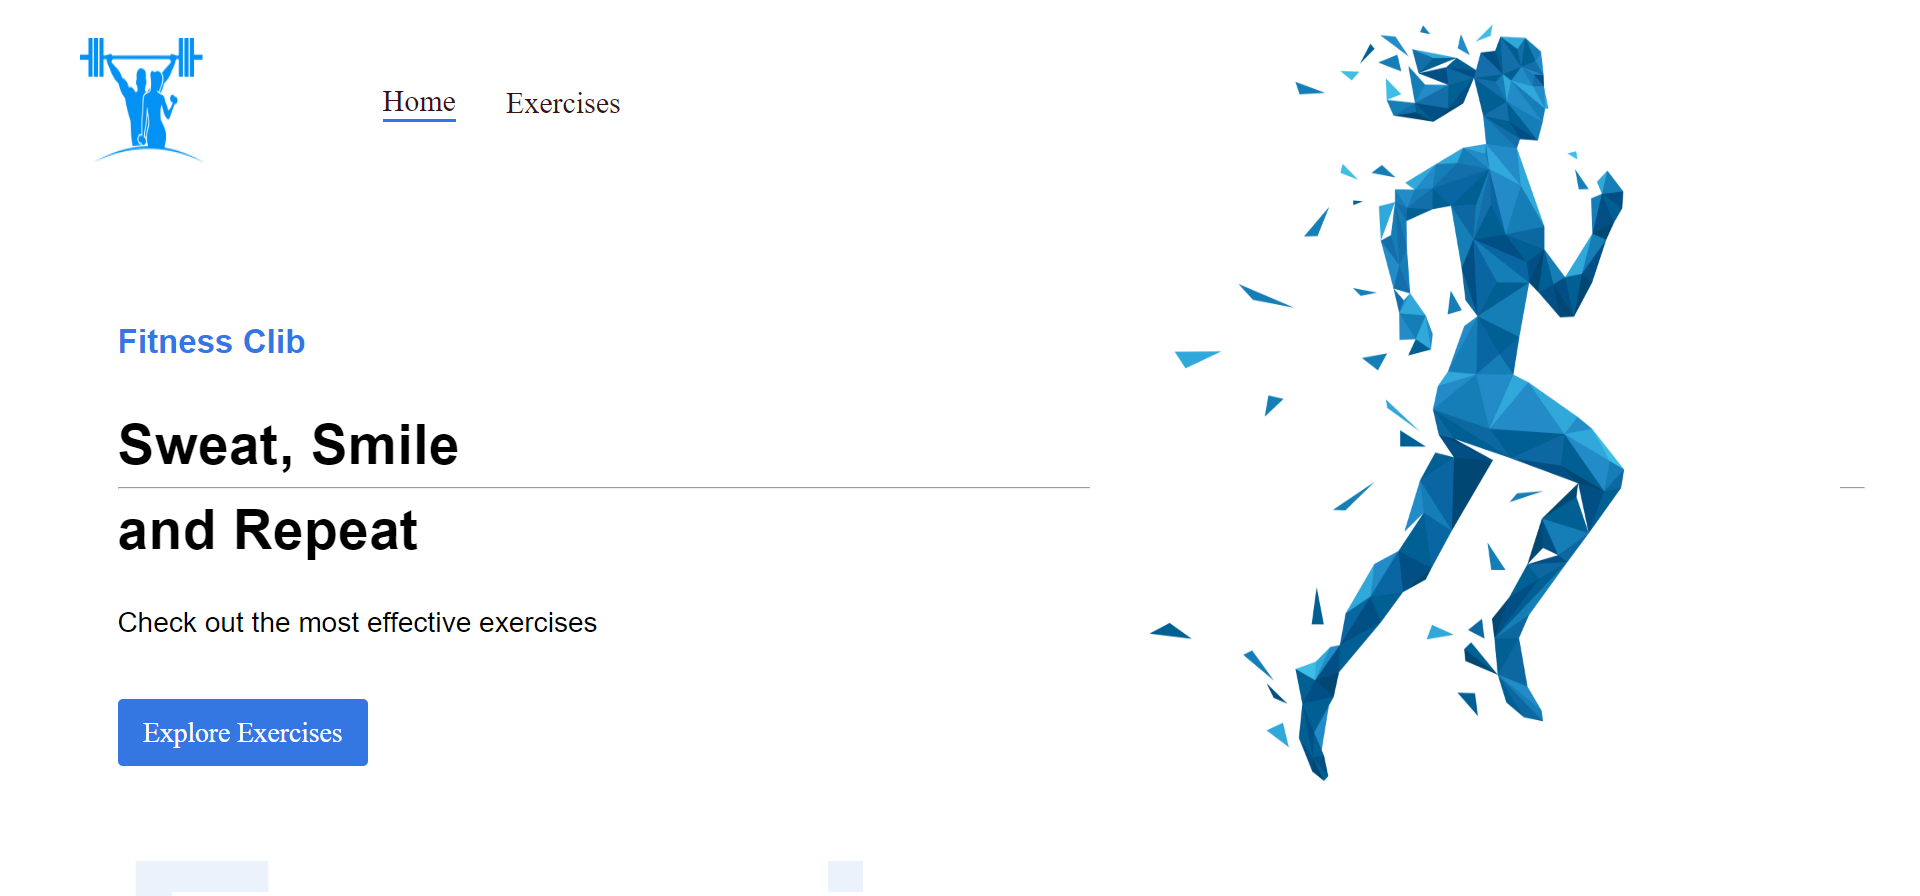 Home
Exercises
Fitness Clib
Sweat, Smile
and Repeat
Check out the most effective exercises
Explore Exercises